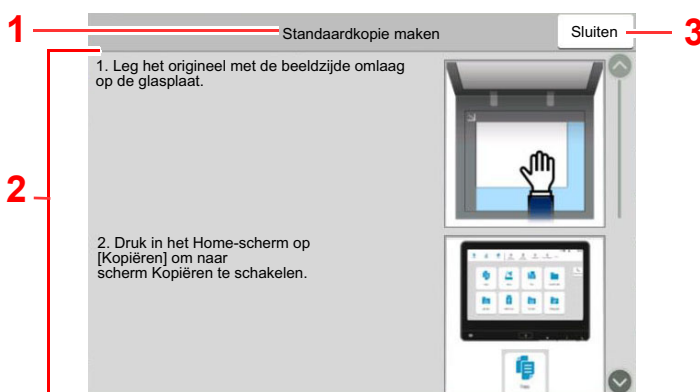 1
Standaardkopie maken
Sluiten
3
1. Leg het origineel met de beeldzijde omlaag
op de glasplaat.
2
2. Druk in het Home-scherm op
[Kopiëren] om naar
scherm Kopiëren te schakelen.